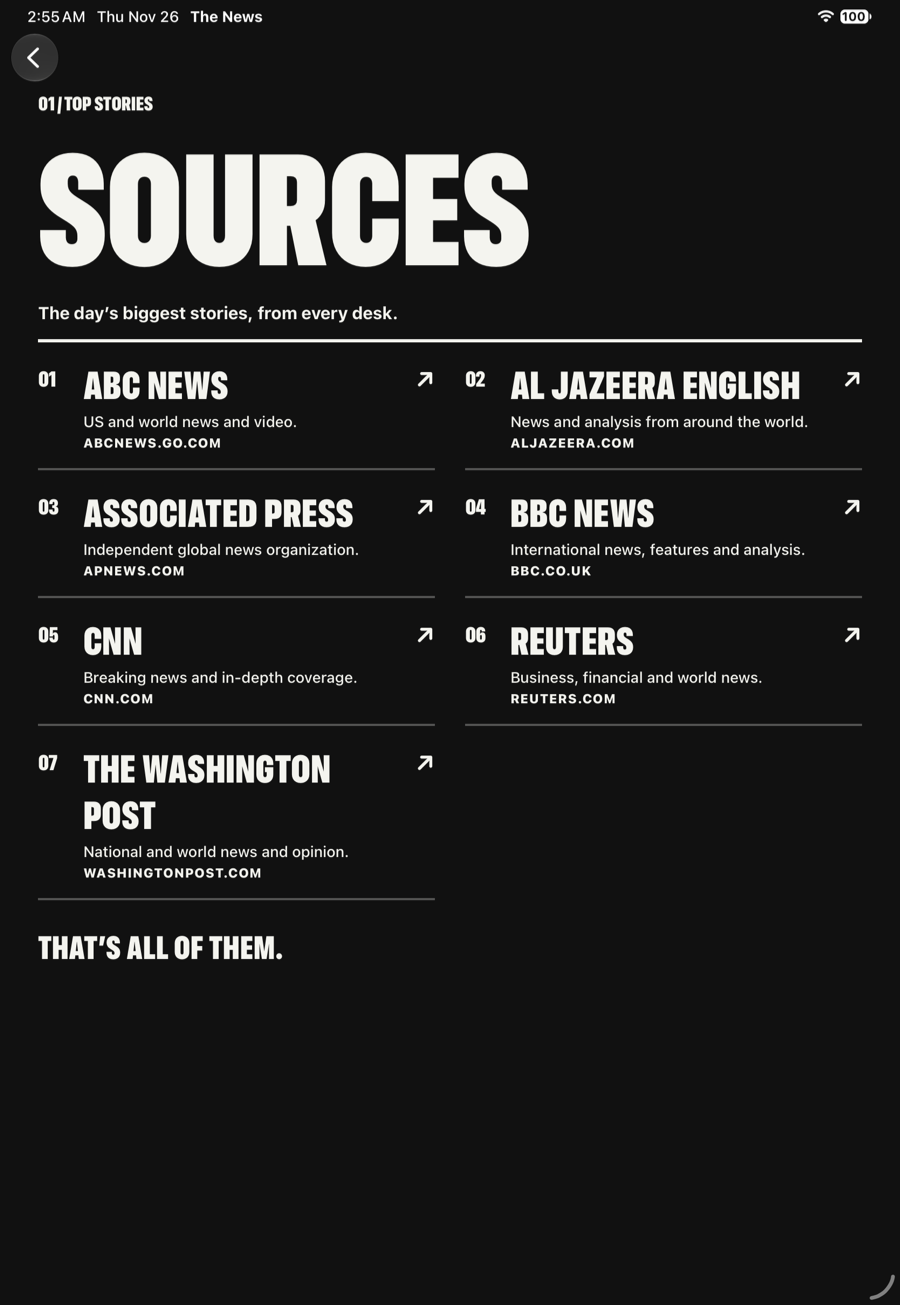 2:55 AM Thu Nov 26 The News
100
01/TOP STORIES
SOURCES
The day’s biggest stories, from every desk.
01 ABC NEWS
US and world news and video.
ABCNEWS.GO.COM
02 AL JAZEERA ENGLISH
News and analysis from around the world.
ALJAZEERA.COM
03 ASSOCIATED PRESS
Independent global news organization.
APNEWS.COM
04 BBC NEWS
International news, features and analysis.
BBC.CO.UK
05 CNN
Breaking news and in-depth coverage.
CNN.COM
06 REUTERS
Business, financial and world news.
REUTERS.COM
07 THE WASHINGTON
POST
National and world news and opinion.
WASHINGTONPOST.COM
THAT’S ALL OF THEM.